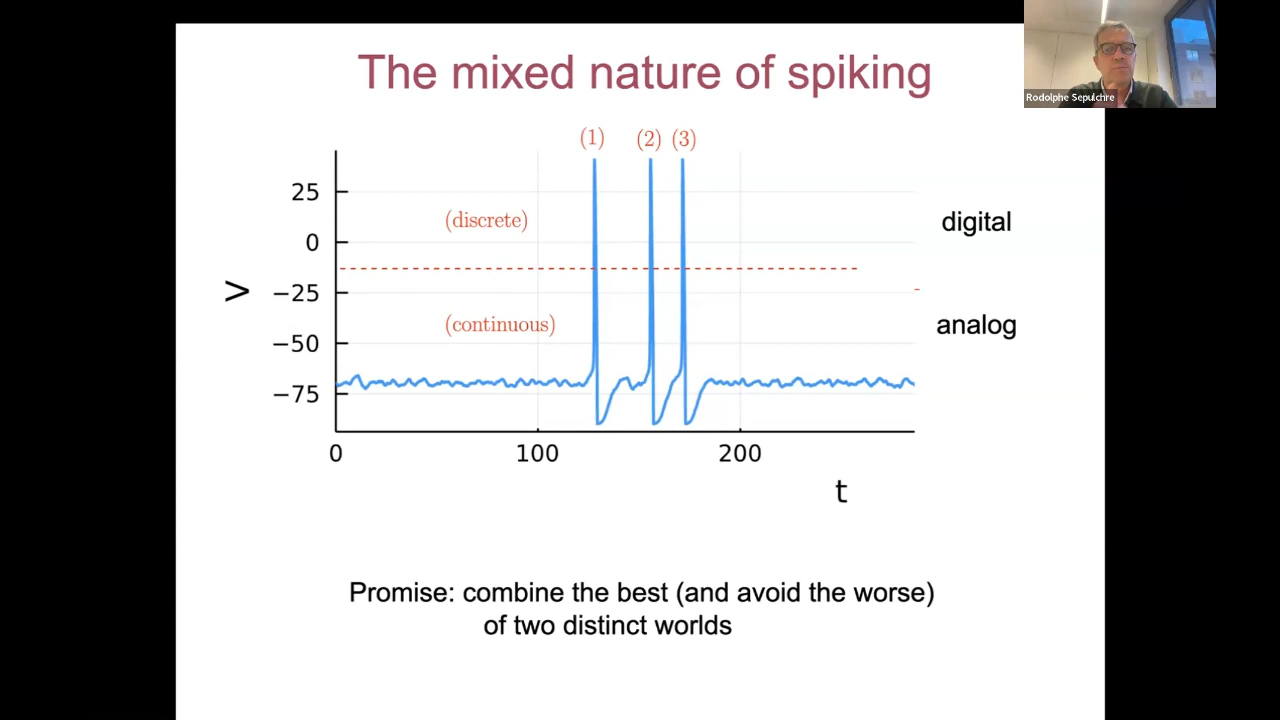 The mixed nature of spiking
Rodolphe Sepulchre
(1) (2) (3)
25
(discrete)
digital
0
V
−25
(continuous)
analog
−50
−75
0 100 200
t
Promise: combine the best (and avoid the worse)
of two distinct worlds